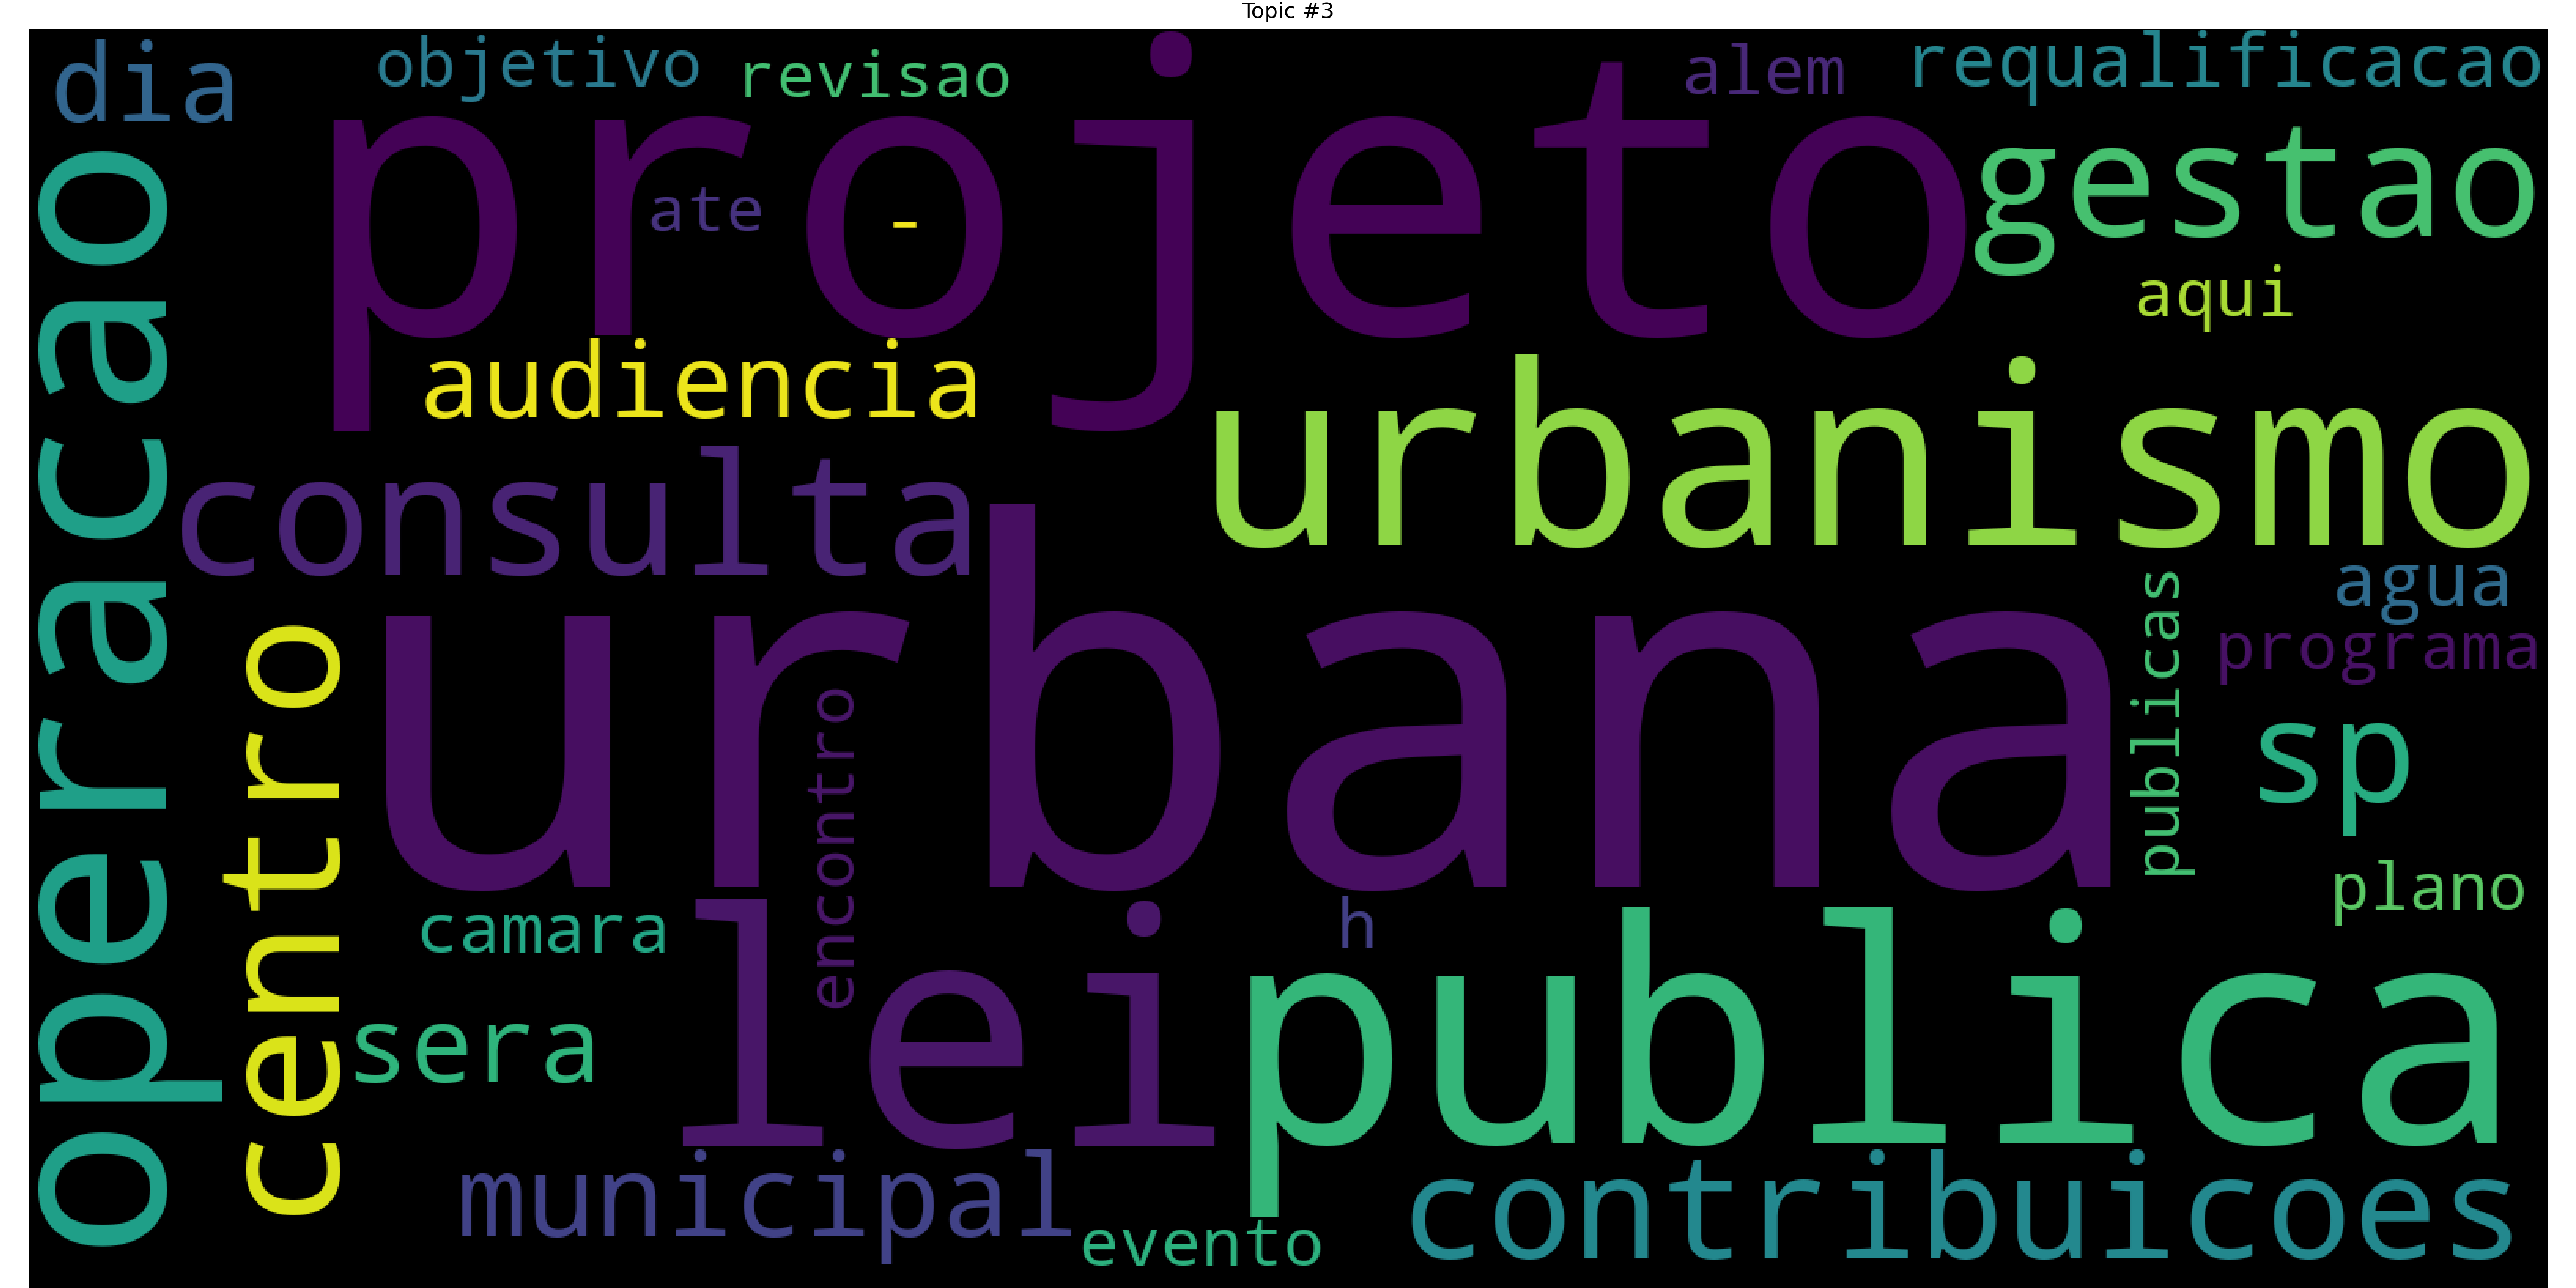 Topic #3
dia
objetivo
revisao
alem
requalificacao
projeto
gestao
ate
-
aqui
operacao
audiencia
urbanismo
consulta
agua
programa
publicas
centro
urbana
encontro
sp
plano
camara
lei
h
publica
sera
municipal
contribuicoes
evento